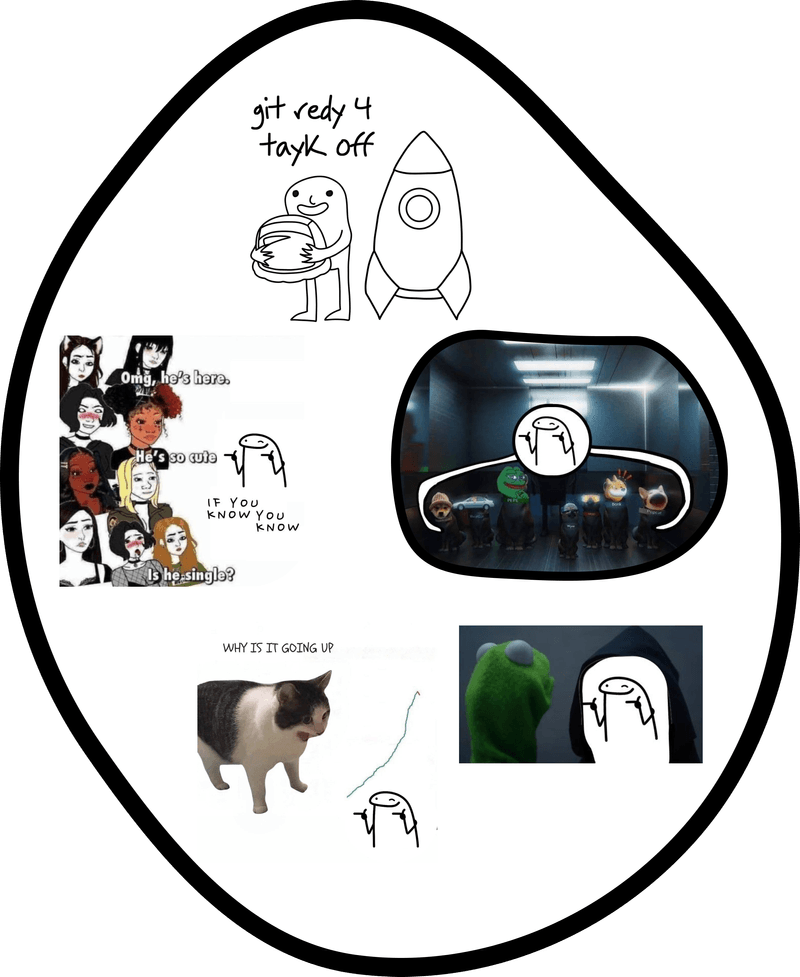 git redy 4
tayk off
Omg, he's here.
He's so cute
IF YOU
KNOW YOU
KNOW
Is he single?
WHY IS IT GOING UP